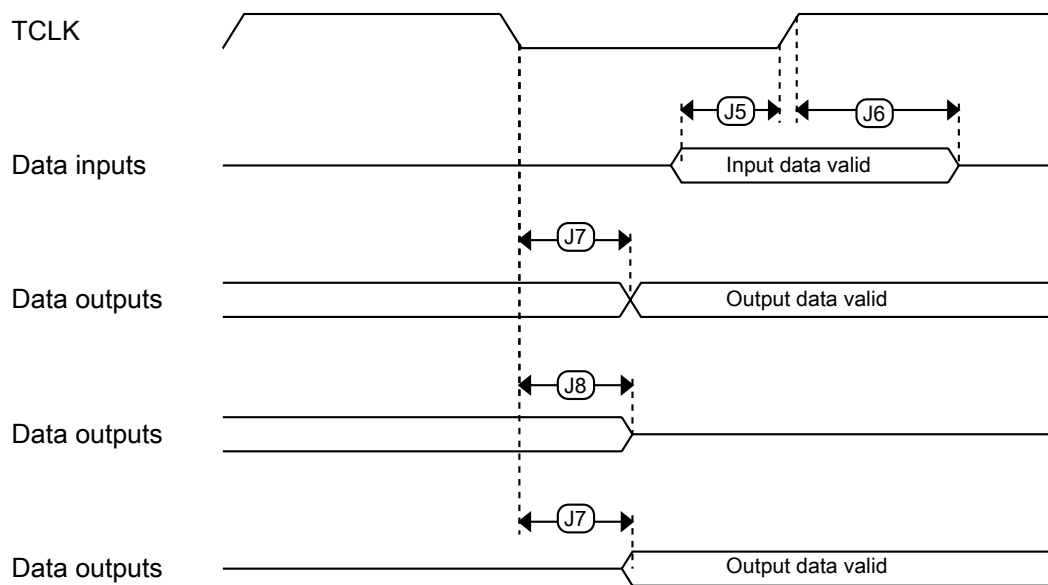 TCLK
J5
J6
Data inputs
Input data valid
J7
Data outputs
Output data valid
J8
Data outputs
J7
Data outputs
Output data valid